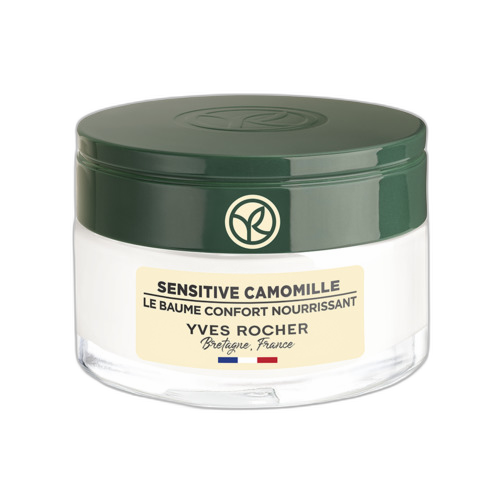 SENSITIVE CAMOMILLE
LE BAUME CONFORT NOURRISSANT
YVES ROCHER
Bretagne, France